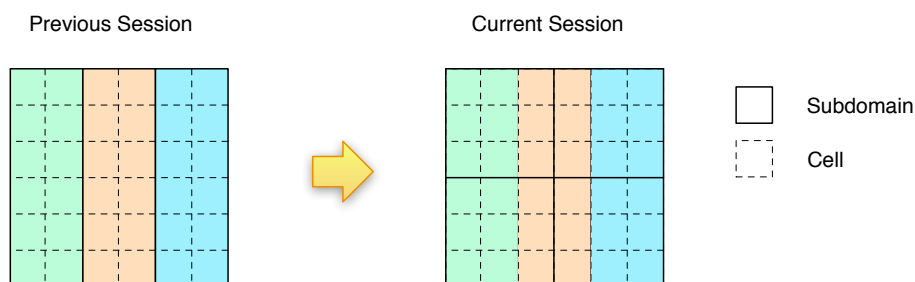 Previous Session
Current Session
Subdomain
Cell